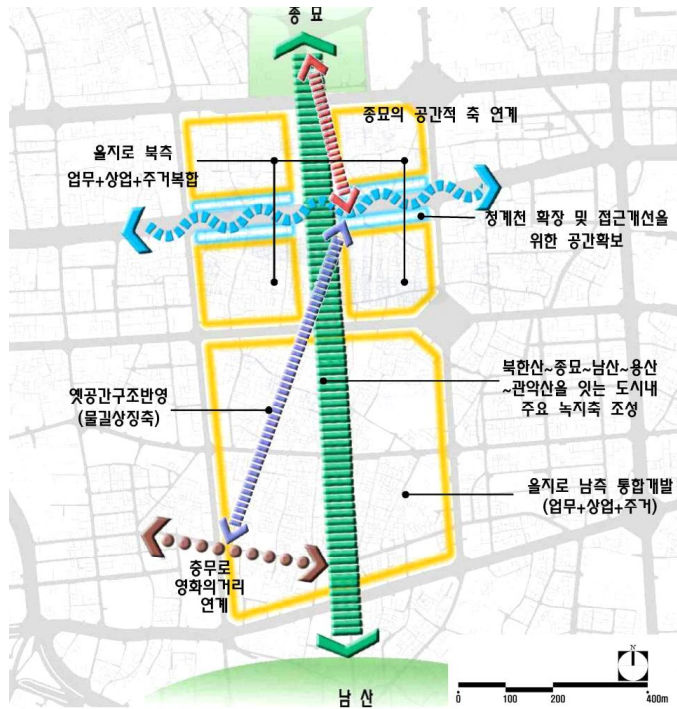 종 묘
종묘의 공간적 축 연계
을지로 북측
업무+상업+주거복합
청계천 확장 및 접근개선을
위한 공간확보
북한산~종묘~남산~용산
~관악산을 잇는 도시내
주요 녹지축 조성
옛공간구조반영
(물길상징축)
을지로 남측 통합개발
(업무+상업+주거)
충무로
영화의거리
연계
남 산
N
0 100 200 400m